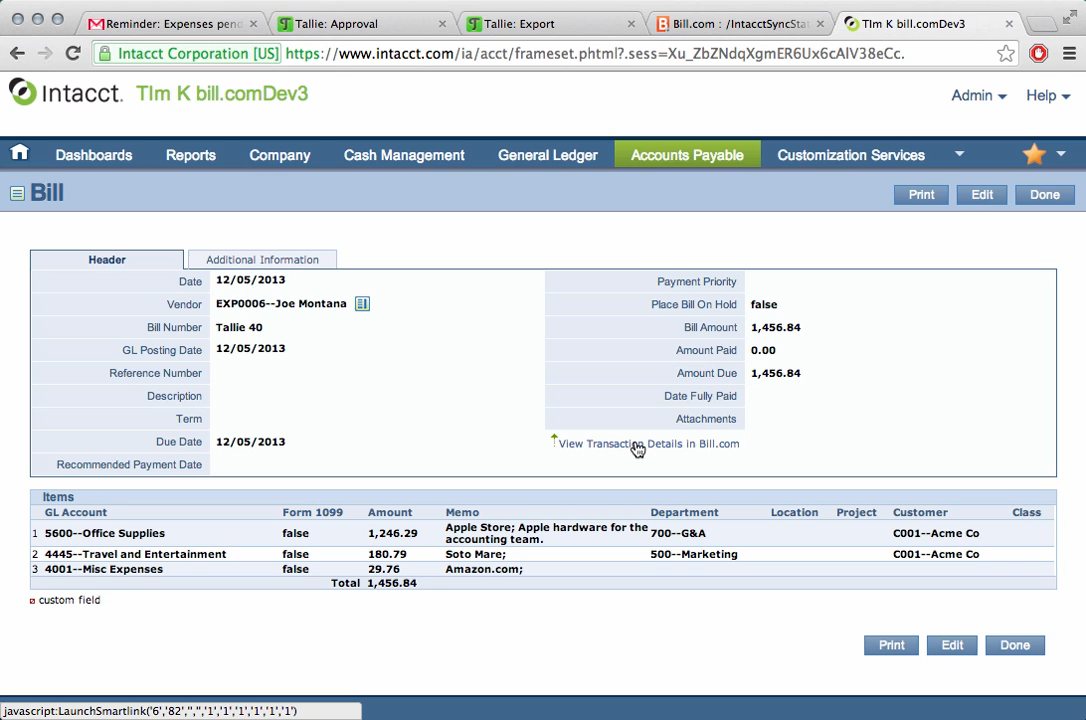 Reminder: Expenses pend
Tallie: Approval
Tallie: Export
Bill.com : /IntacctSyncSta
TIm K bill.comDev3
Intacct Corporation [US] https://www.intacct.com/ia/acct/frameset.phtml?.sess=Xu_ZbZNdqXgmER6Ux6cAlV38eCc.
Intacct. TIm K bill.comDev3
Admin Help
Dashboards Reports Company Cash Management General Ledger Accounts Payable Customization Services
Bill
Print Edit Done
Header Additional Information
Date 12/05/2013 Payment Priority
Vendor EXP0006--Joe Montana Place Bill On Hold false
Bill Number Tallie 40 Bill Amount 1,456.84
GL Posting Date 12/05/2013 Amount Paid 0.00
Reference Number Amount Due 1,456.84
Description Date Fully Paid
Term Attachments
Due Date 12/05/2013 View Transaction Details in Bill.com
Recommended Payment Date
Items
GL Account Form 1099 Amount Memo Department Location Project Customer Class
1 5600--Office Supplies false 1,246.29 Apple Store; Apple hardware for the accounting team. 700--G&A C001--Acme Co
2 4445--Travel and Entertainment false 180.79 Soto Mare; 500--Marketing C001--Acme Co
3 4001--Misc Expenses false 29.76 Amazon.com;
Total 1,456.84
custom field
Print Edit Done
javascript:LaunchSmartlink('6','82','','','1','1','1','1','1','1')